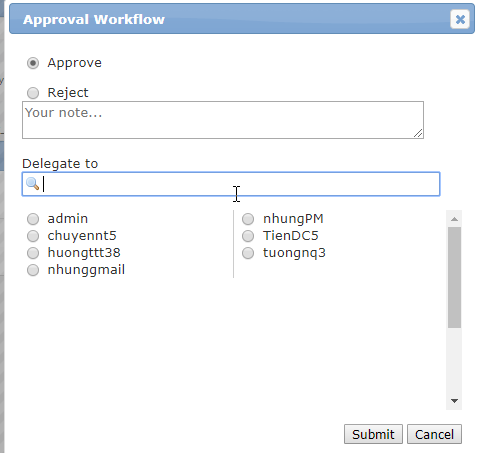 Approval Workflow
Approve
Reject
Your note...
Delegate to
admin
chuyennt5
huongttt38
nhunggmail
nhungPM
TienDC5
tuongnq3
Submit
Cancel